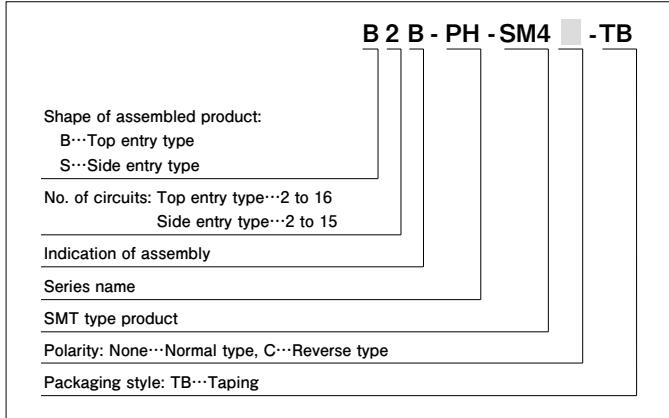 B 2 B - PH - SM4 - TB
Shape of assembled product:
B···Top entry type
S···Side entry type
No. of circuits: Top entry type···2 to 16
Side entry type···2 to 15
Indication of assembly
Series name
SMT type product
Polarity: None···Normal type, C···Reverse type
Packaging style: TB···Taping